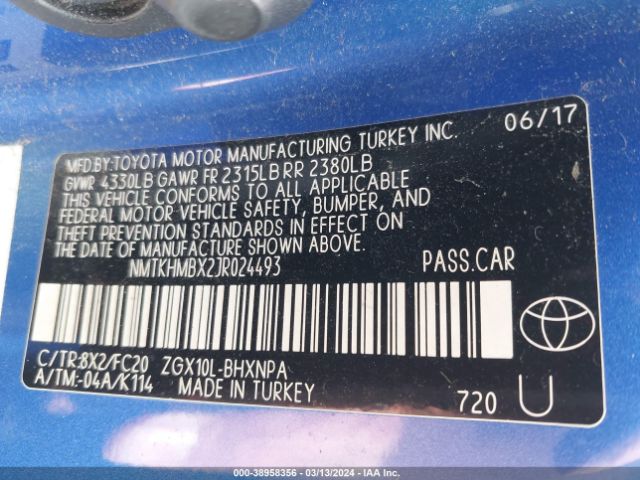 06/17
MFD.BY:TOYOTA MOTOR MANUFACTURING TURKEY INC.
GVWR 4330LB GAWR FR 2315LB RR 2380LB
THIS VEHICLE CONFORMS TO ALL APPLICABLE
FEDERAL MOTOR VEHICLE SAFETY, BUMPER, AND
THEFT PREVENTION STANDARDS IN EFFECT ON
THE DATE OF MANUFACTURE SHOWN ABOVE.
NMTKHMBX2JR024493 PASS.CAR
C/TR:8X2/FC20 ZGX10L-BHXNPA
A/TM:-04A/K114 MADE IN TURKEY
720 U
000-38958356 — 03/13/2024 — IAA Inc.